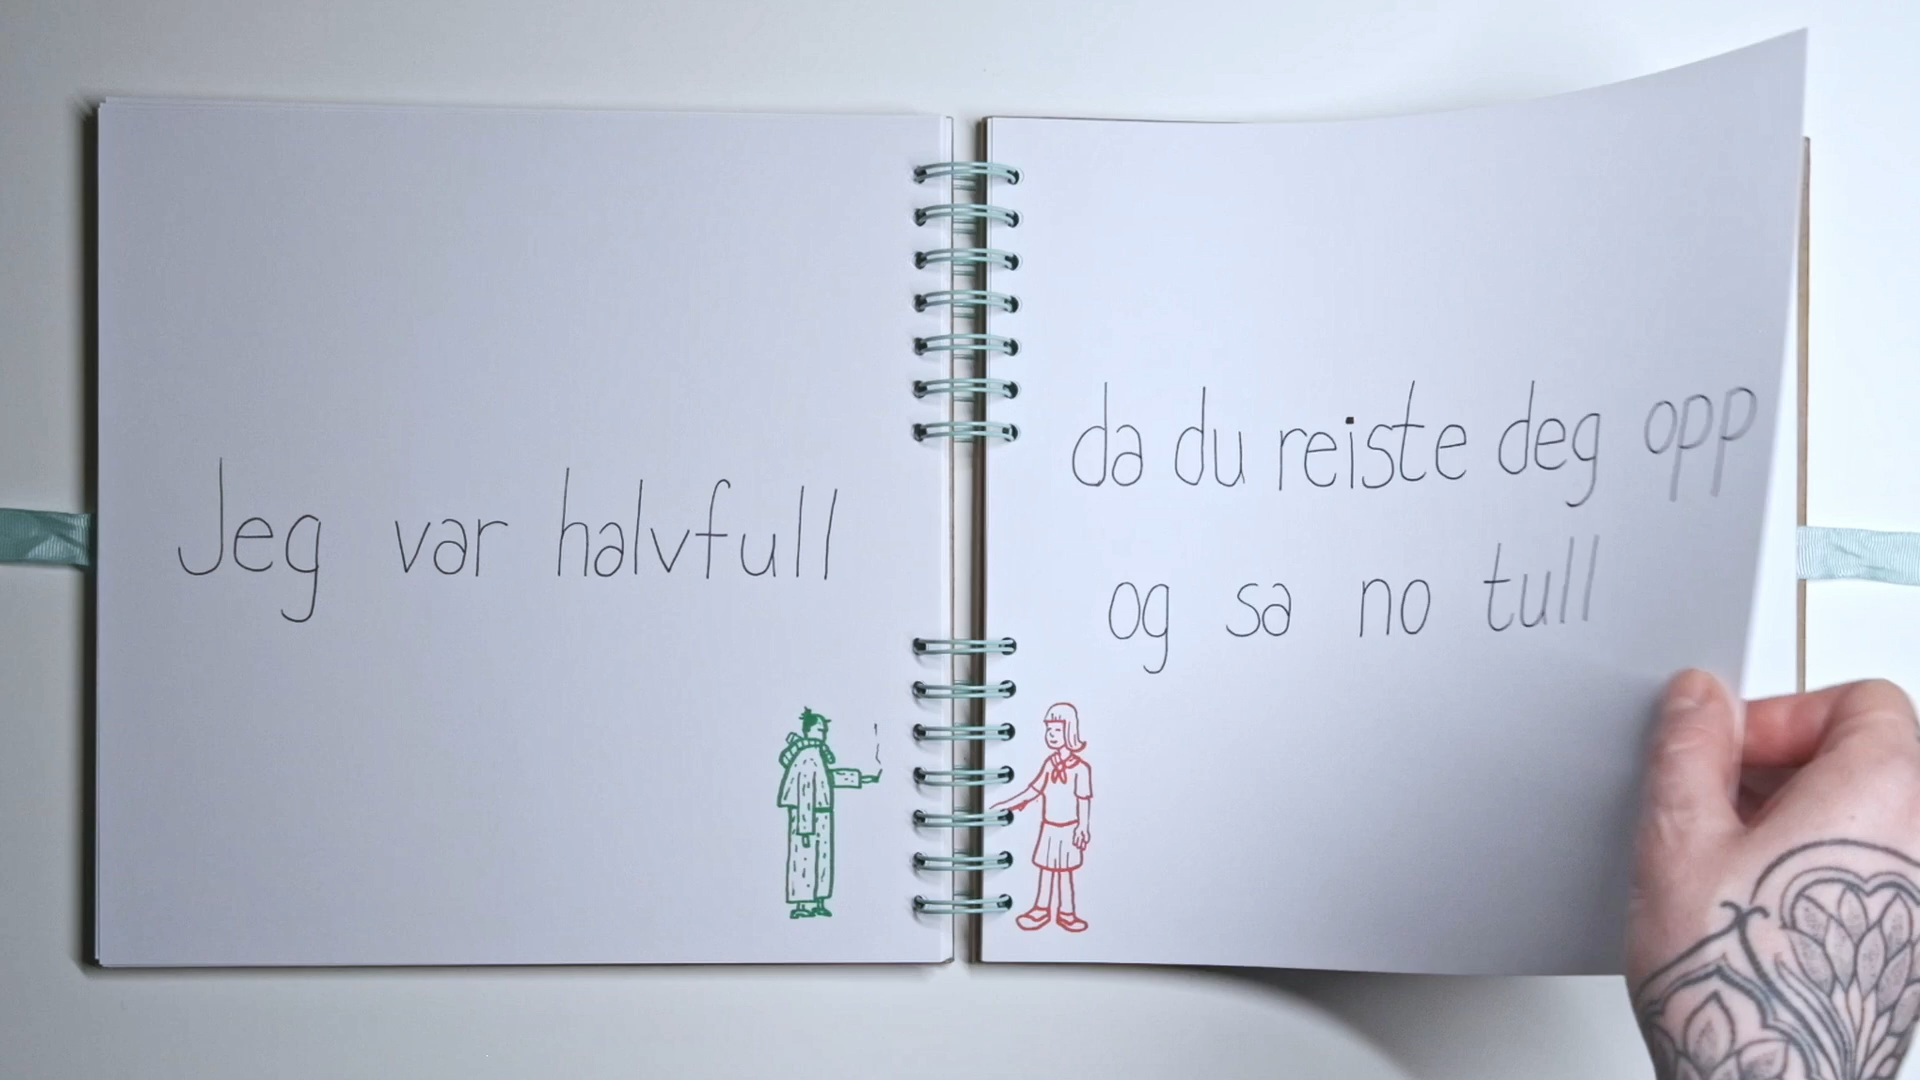 Jeg var halvfull
da du reiste deg opp
og sa no tull